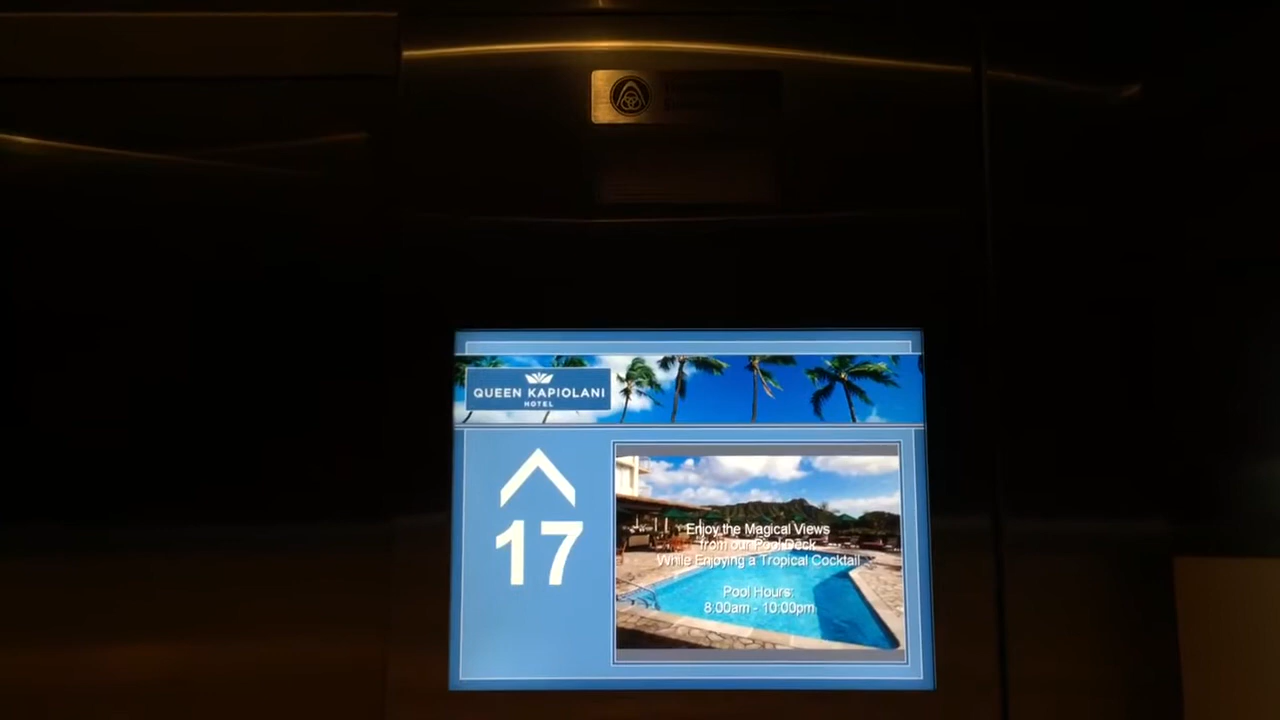 QUEEN KAPIOLANI
HOTEL
17
Enjoy the Magical Views
from our Pool Deck
While Enjoying a Tropical Cocktail
Pool Hours:
8:00am - 10:00pm